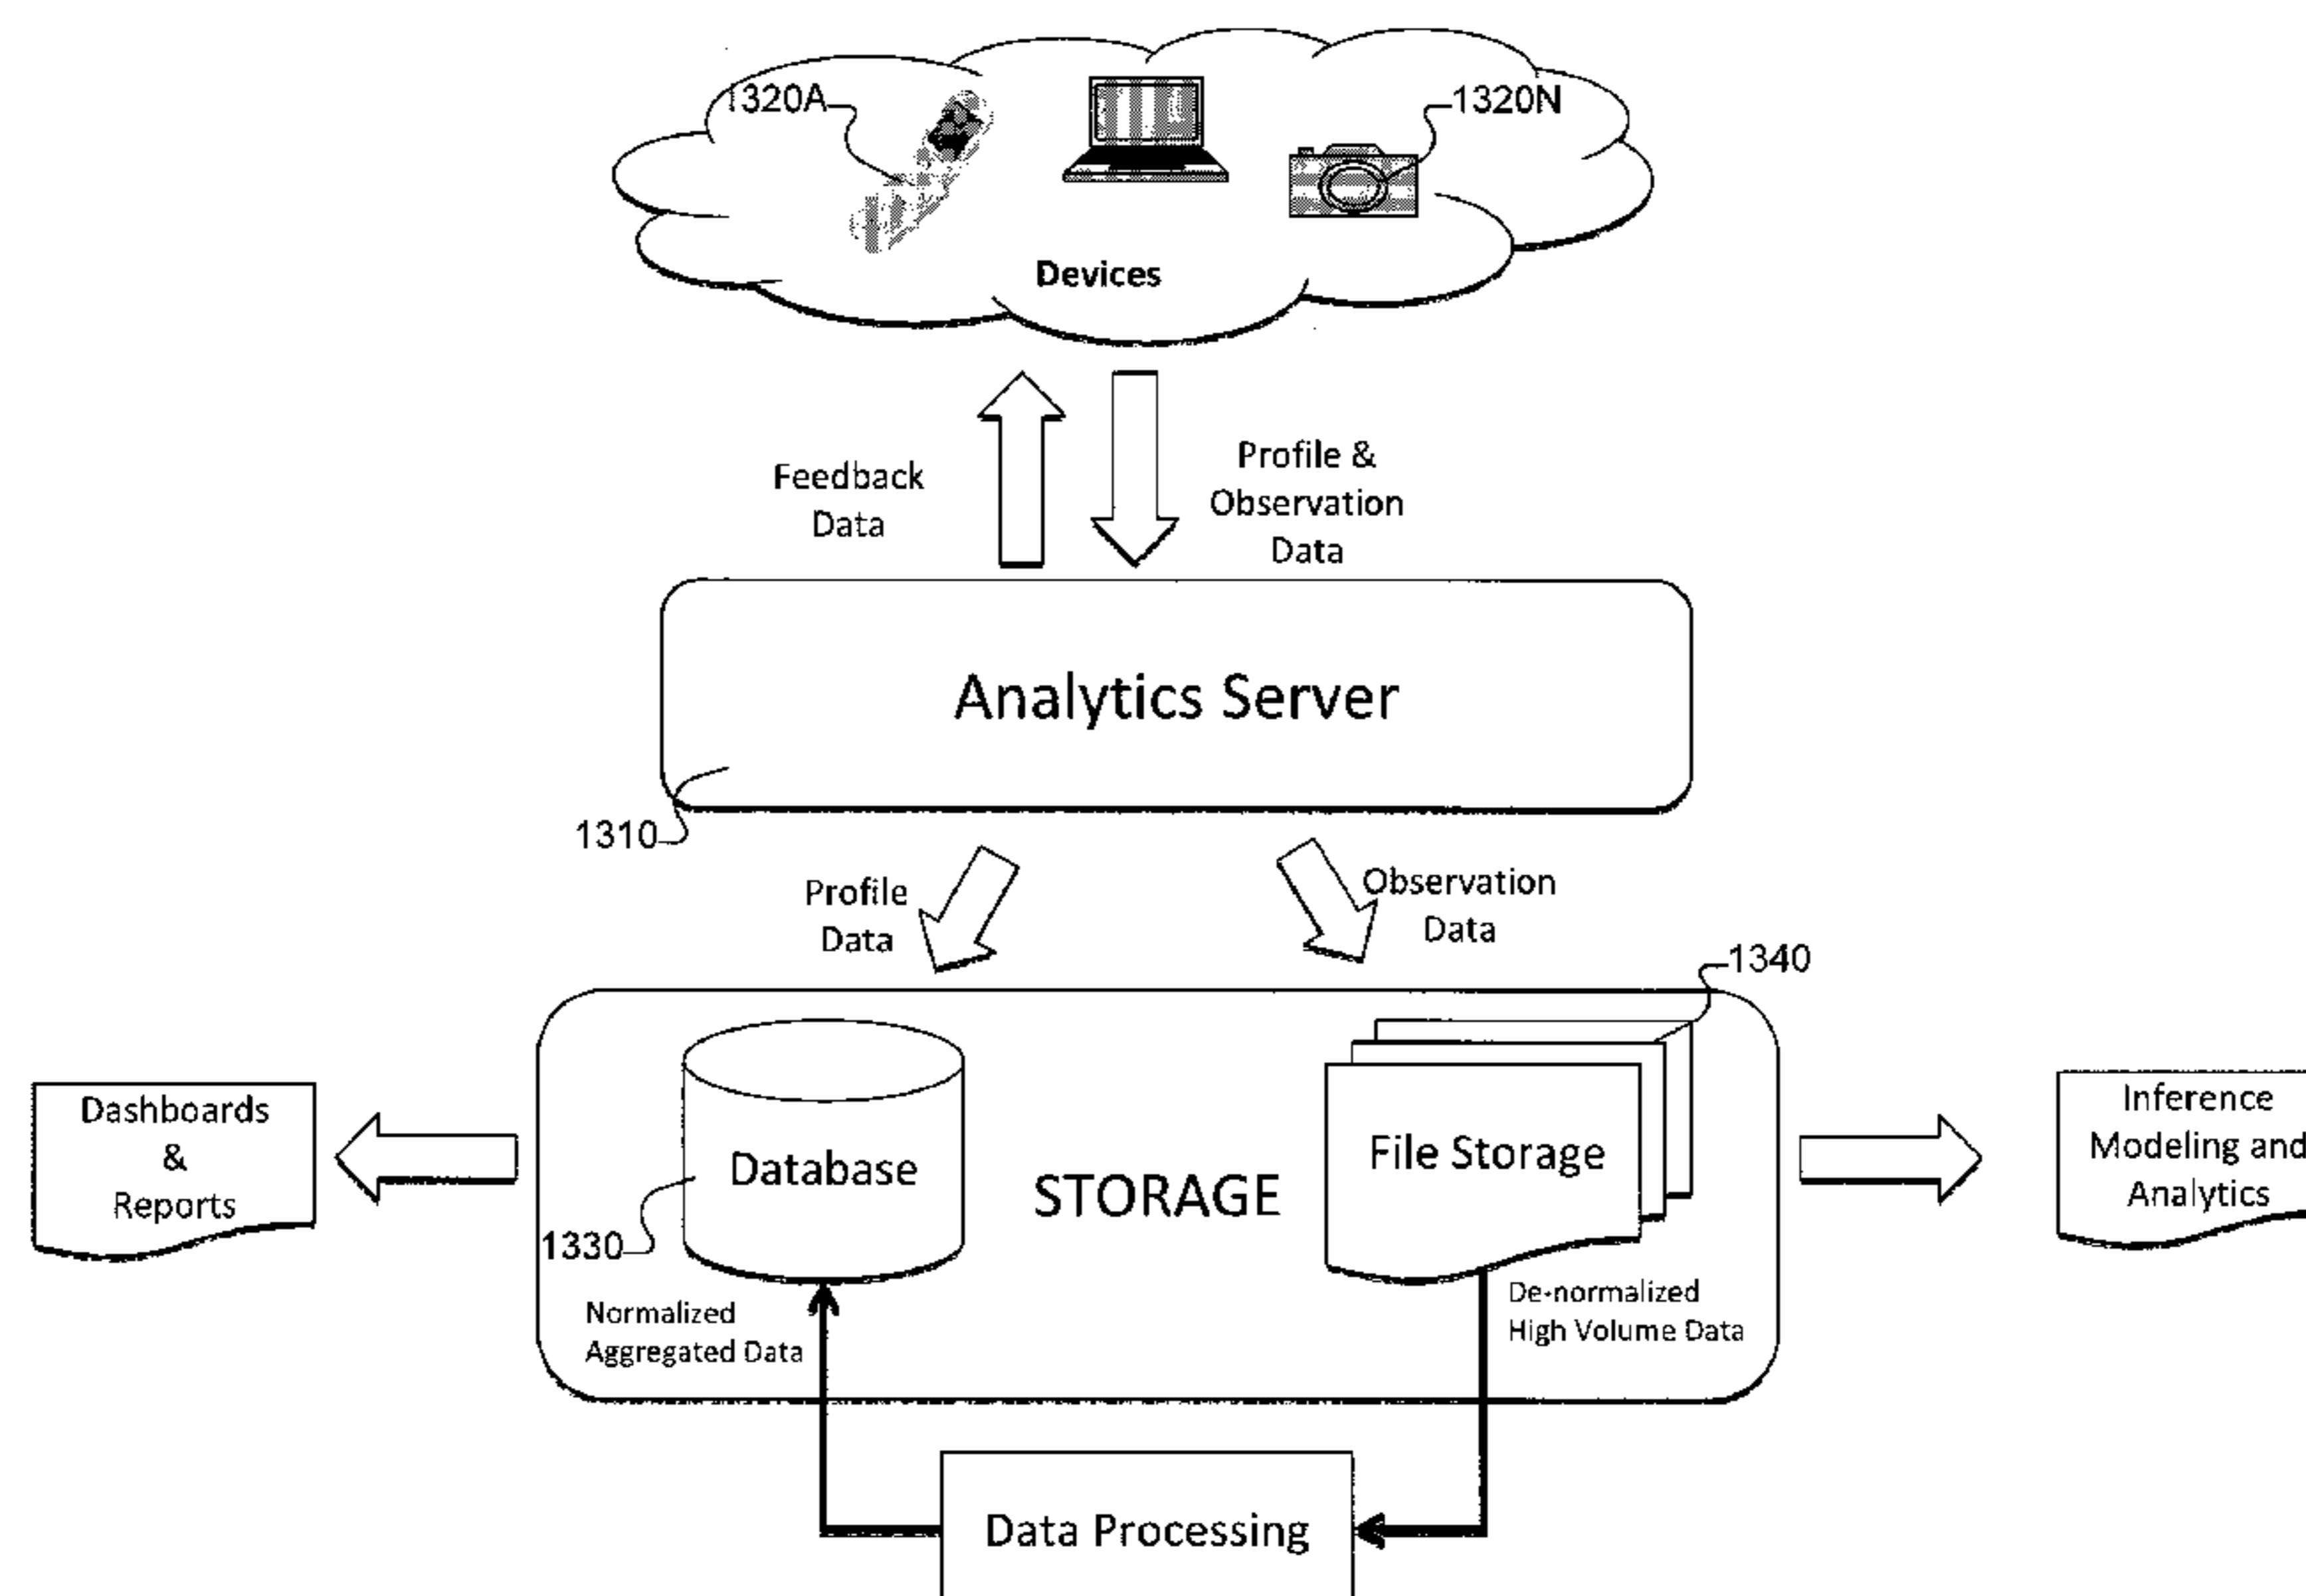 1320A
1320N
Devices
Feedback
Data
Profile &
Observation
Data
Analytics Server
1310
Profile
Data
Observation
Data
1340
Dashboards
&
Reports
Database
STORAGE
File Storage
Inference
Modeling and
Analytics
1330
Normalized
Aggregated Data
De-normalized
High Volume Data
Data Processing